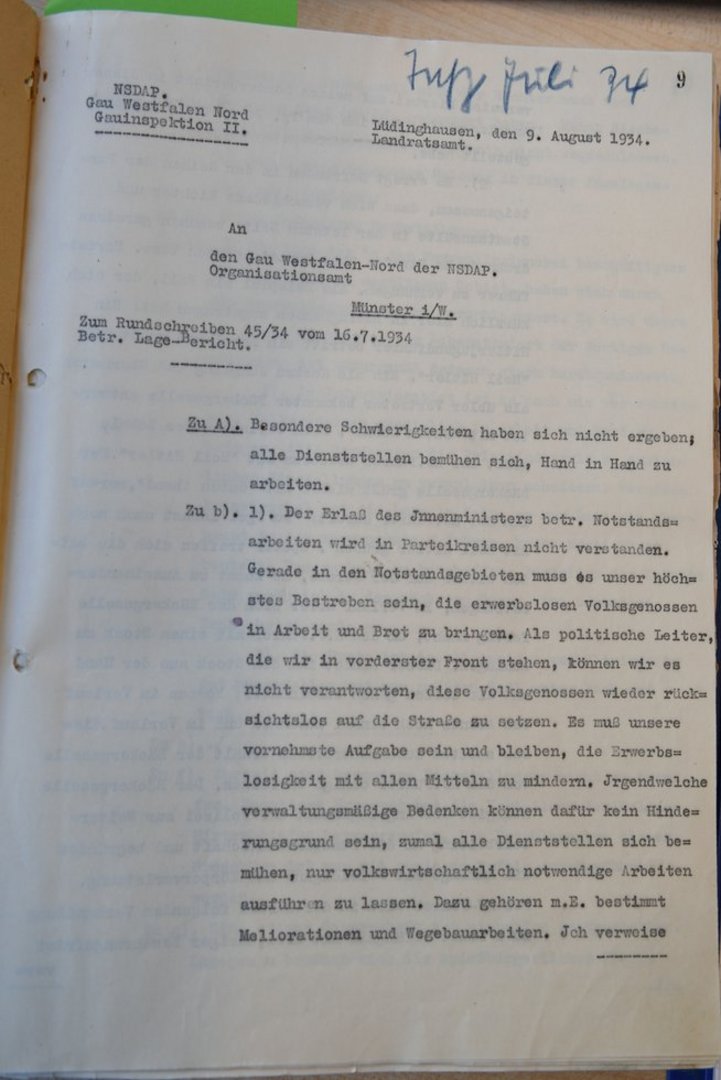 Juli 34
9
NSDAP.
Gau Westfalen Nord
Gauinspektion II.
Lüdinghausen, den 9. August 1934.
Landratsamt.
An
den Gau Westfalen-Nord der NSDAP.
Organisationsamt
Münster i/W.
Zum Rundschreiben 45/34 vom 16.7.1934
Betr. Lage-Bericht.
Zu A). Besondere Schwierigkeiten haben sich nicht ergeben;
alle Dienststellen bemühen sich, Hand in Hand zu
arbeiten.
Zu b). 1). Der Erlaß des Jnnenministers betr. Notstands=
arbeiten wird in Parteikreisen nicht verstanden.
Gerade in den Notstandsgebieten muss es unser höch=
stes Bestreben sein, die erwerbslosen Volksgenossen
in Arbeit und Brot zu bringen. Als politische Leiter,
die wir in vorderster Front stehen, können wir es
nicht verantworten, diese Volksgenossen wieder rück=
sichtslos auf die Straße zu setzen. Es muß unsere
vornehmste Aufgabe sein und bleiben, die Erwerbs=
losigkeit mit allen Mitteln zu mindern. Jrgendwelche
verwaltungsmäßige Bedenken können dafür kein Hinde=
rungsgrund sein, zumal alle Dienststellen sich be=
mühen, nur volkswirtschaftlich notwendige Arbeiten
ausführen zu lassen. Dazu gehören m.E. bestimmt
Meliorationen und Wegebauarbeiten. Jch verweise